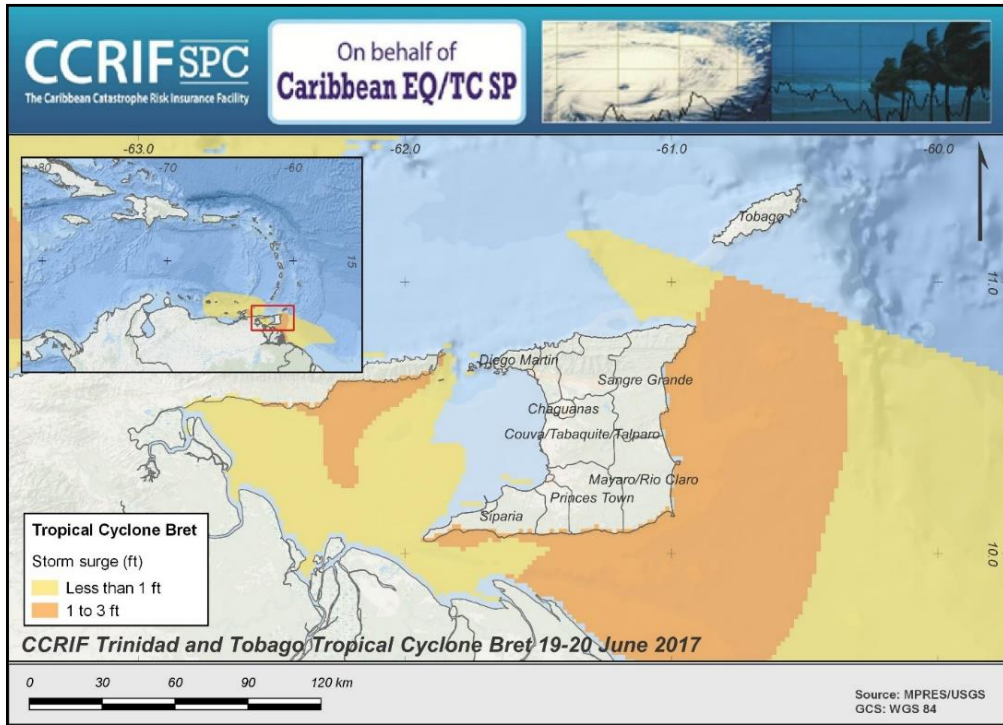 CCRIF SPC
The Caribbean Catastrophe Risk Insurance Facility
On behalf of
Caribbean EQ/TC SP
-63.0
-62.0
-61.0
-60.0
-80
-70
-60
15
Tobago
11.0
Diego Martin
Sangre Grande
Chaguanas
Couva/Tabaquite/Talparo
Mayaro/Rio Claro
Princes Town
Siparia
10.0
Tropical Cyclone Bret
Storm surge (ft)
Less than 1 ft
1 to 3 ft
CCRIF Trinidad and Tobago Tropical Cyclone Bret 19-20 June 2017
0 30 60 90 120 km
Source: MPRES/USGS
GCS: WGS 84